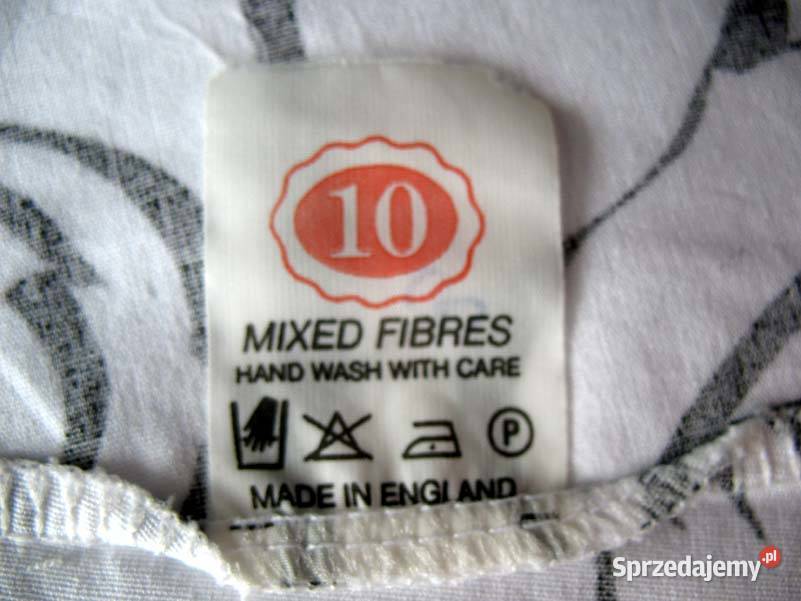 10
MIXED FIBRES
HAND WASH WITH CARE
P
MADE IN ENGLAND
Sprzedajemy.pl